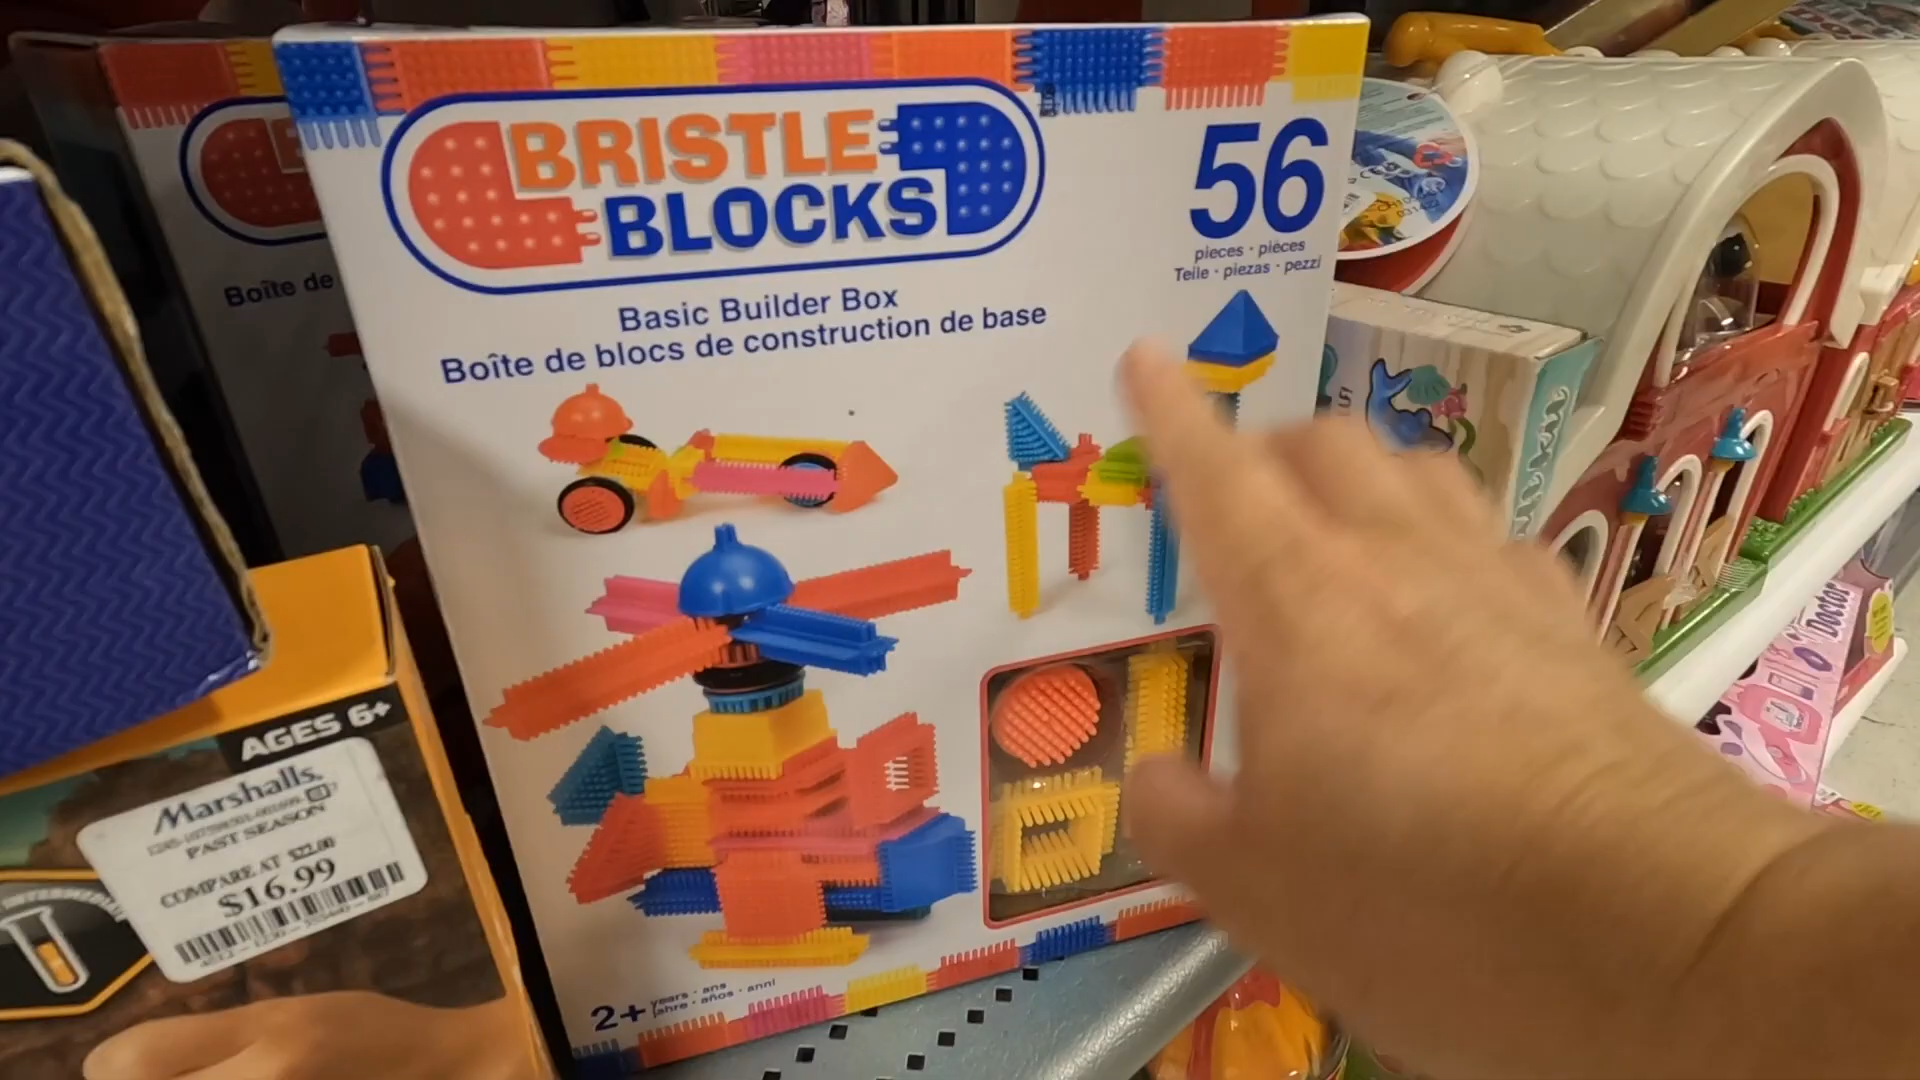 BRISTLE
BLOCKS
56
pieces · pièces
Teile · piezas · pezzi
Basic Builder Box
Boîte de blocs de construction de base
2+
years · ans
Jahre · años · anni
Boîte de
AGES 6+
Marshalls.
PAST SEASON
COMPARE AT $22.00
$16.99
Doctor